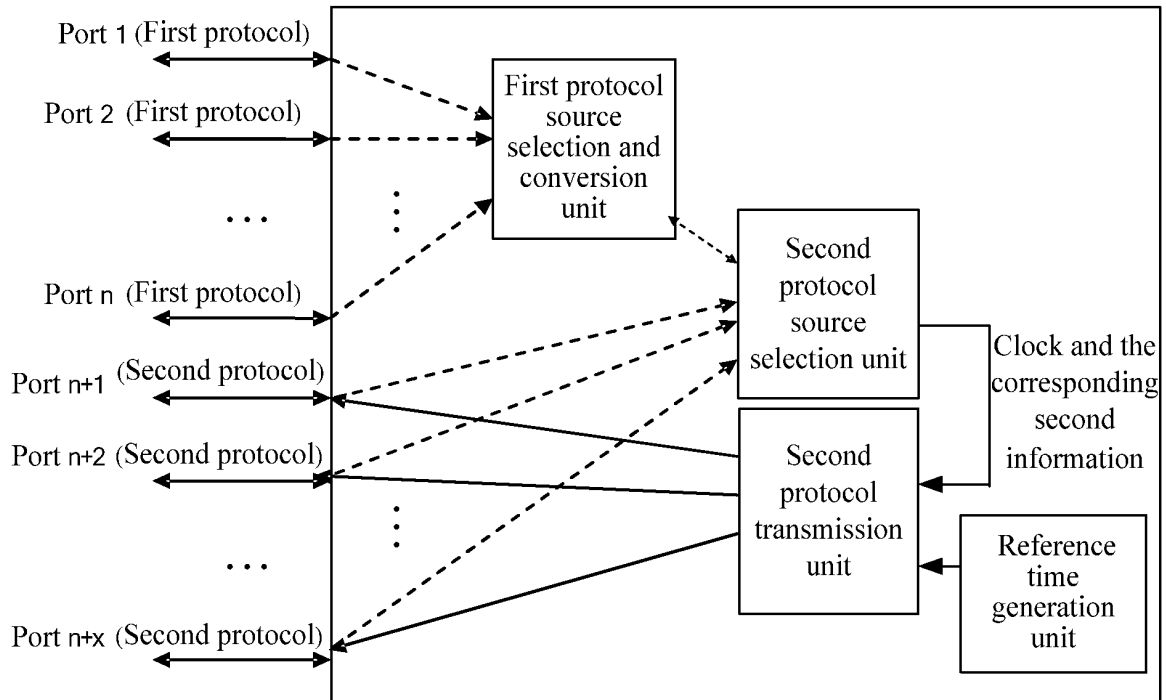 Port 1 (First protocol)
Port 2 (First protocol)
...
Port n (First protocol)
Port n+1 (Second protocol)
Port n+2 (Second protocol)
...
Port n+x (Second protocol)
First protocol
source
selection and
conversion
unit
Second
protocol
source
selection unit
Clock and the
corresponding
second
information
Second
protocol
transmission
unit
Reference
time
generation
unit